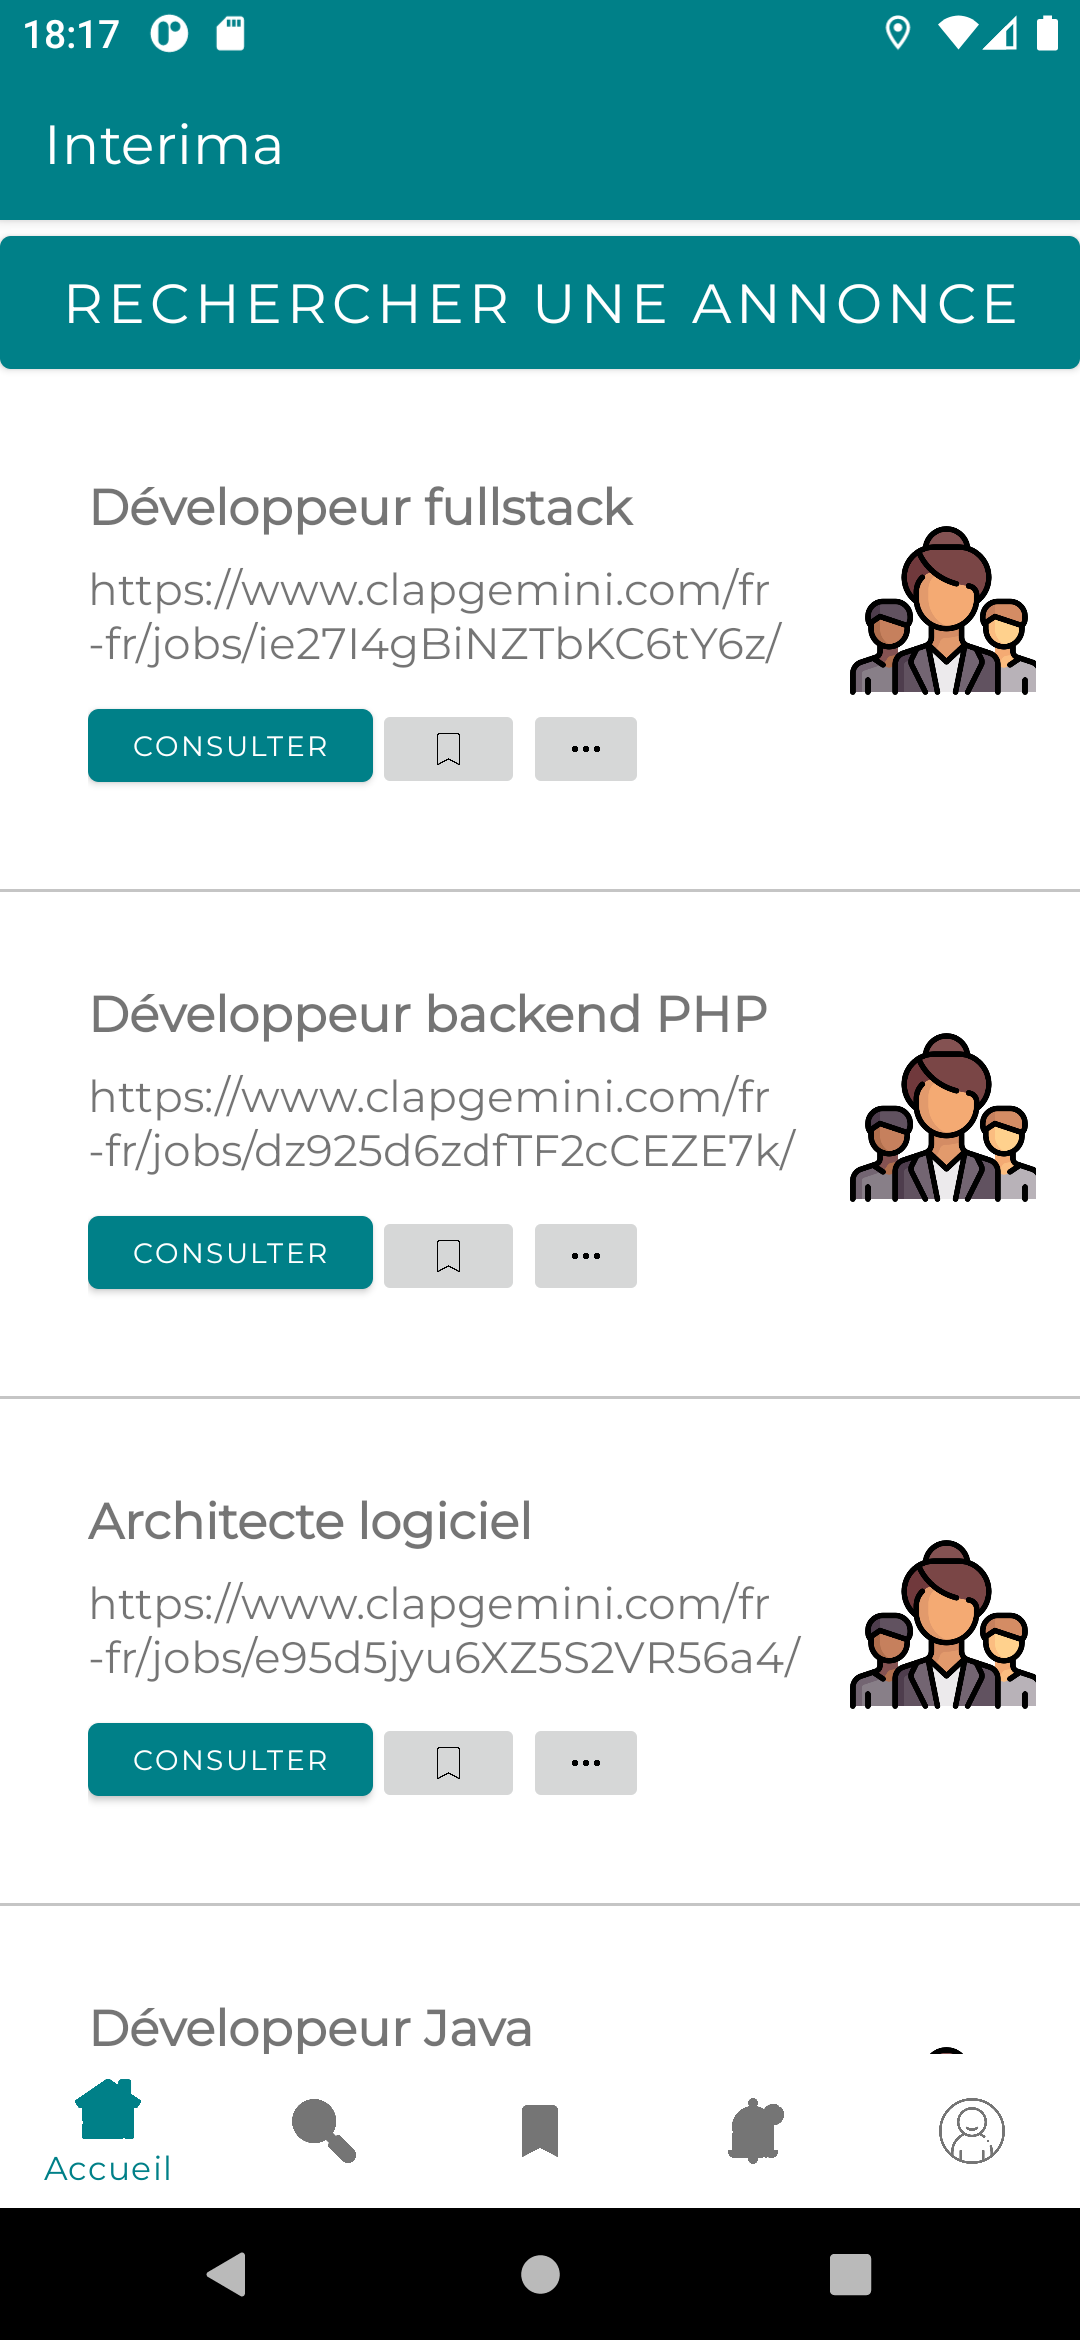 18:17
Interima
RECHERCHER UNE ANNONCE
Développeur fullstack
https://www.clapgemini.com/fr
-fr/jobs/ie27I4gBiNZTbKC6tY6z/
CONSULTER
Développeur backend PHP
https://www.clapgemini.com/fr
-fr/jobs/dz925d6zdfTF2cCEZE7k/
CONSULTER
Architecte logiciel
https://www.clapgemini.com/fr
-fr/jobs/e95d5jyu6XZ5S2VR56a4/
CONSULTER
Développeur Java
Accueil